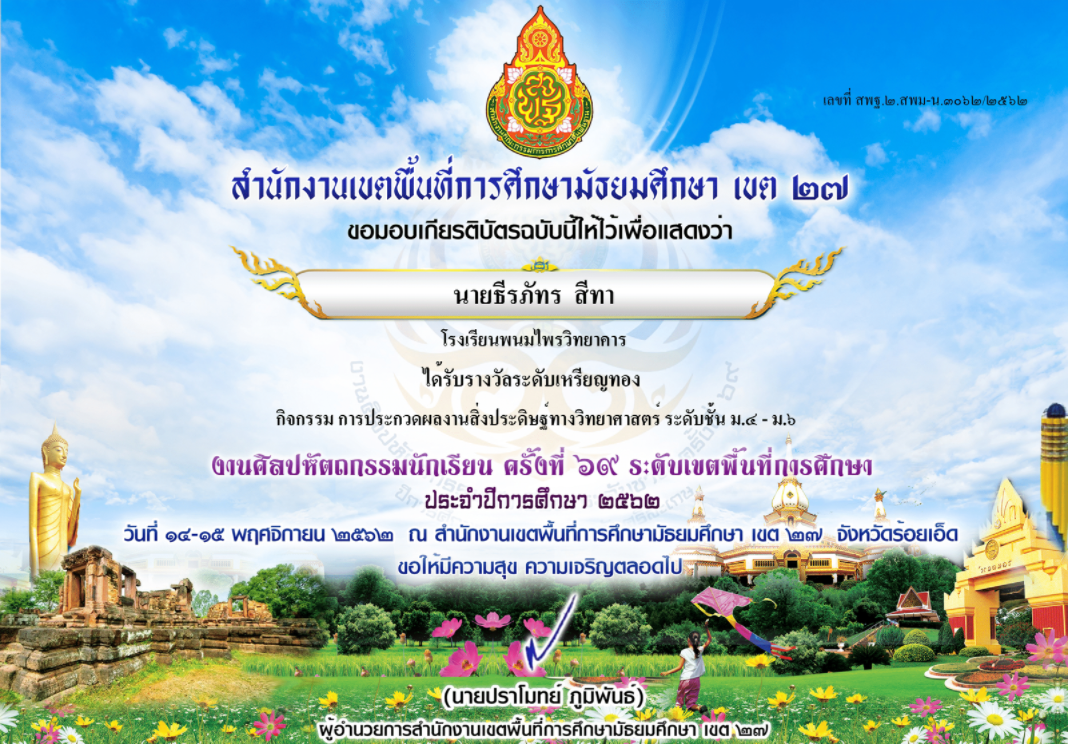 เลขที่ สพฐ.๒.สพม-น.๓๐๖๒/๒๕๖๒
สำนักงานเขตพื้นที่การศึกษามัธยมศึกษา เขต ๒๗
ขอมอบเกียรติบัตรฉบับนี้ให้ไว้เพื่อแสดงว่า
นายธีรภัทร สีทา
โรงเรียนพนมไพรวิทยาคาร
ได้รับรางวัลระดับเหรียญทอง
กิจกรรม การประกวดผลงานสิ่งประดิษฐ์ทางวิทยาศาสตร์ ระดับชั้น ม.๔ - ม.๖
งานศิลปหัตถกรรมนักเรียน ครั้งที่ ๖๙ ระดับเขตพื้นที่การศึกษา
ประจำปีการศึกษา ๒๕๖๒
วันที่ ๑๔-๑๕ พฤศจิกายน ๒๕๖๒ ณ สำนักงานเขตพื้นที่การศึกษามัธยมศึกษา เขต ๒๗ จังหวัดร้อยเอ็ด
ขอให้มีความสุข ความเจริญตลอดไป
(นายปราโมทย์ ภูมิพันธ์)
ผู้อำนวยการสำนักงานเขตพื้นที่การศึกษามัธยมศึกษา เขต ๒๗